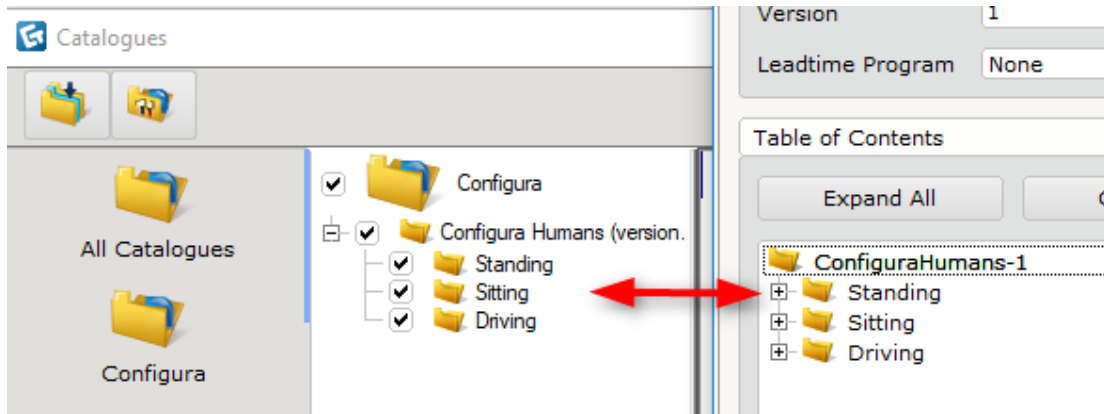 Catalogues
All Catalogues
Configura
Configura
Configura Humans (version.
Standing
Sitting
Driving
Version 1
Leadtime Program None
Table of Contents
Expand All
ConfiguraHumans-1
Standing
Sitting
Driving